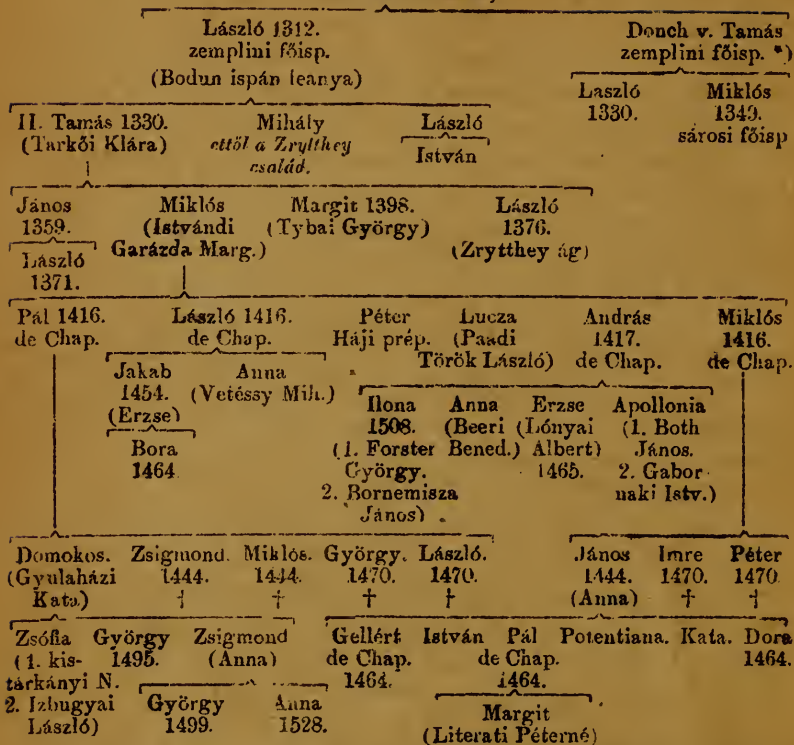 László 1312. Donch v. Tamás
zemplini főisp. zemplini főisp. *)
(Bodun ispán leanya)
Laszló Miklós
1330. 1349.
sárosi főisp
II. Tamás 1330. Mihály László
(Tarkői Klára) ettől a Zrytthey István
család.
János Miklós Margit 1398. László
1359. (Istvándi (Tybai György) 1376.
László Garázda Marg.) (Zrytthey ág)
1371.
Pál 1416. László 1416. Péter Lucza András Miklós
de Chap. de Chap. Háji prép. (Paadi 1417. 1416.
Török László) de Chap. de Chap.
Jakab Anna
1454. (Vetéssy Mih.)
(Erzse)
Bora
1464
Ilona Anna Erzse Apollonia
1508. (Beeri (Lónyai (1. Both
(1. Forster Bened.) Albert) János.
György. 1465. 2. Gabor
2. Bornemisza naki Istv.)
János)
Domokos. Zsigmond. Miklós. György. László. János Imre Péter
(Gyulaházi 1444. 1444. 1470. 1470. 1444. 1470. 1470
Kata.) † † † † (Anna) † †
Zsófia György Zsigmond Gellért István Pál Potentiana. Kata. Dora
(1. kis- 1495. (Anna) de Chap. de Chap. 1464.
tárkányi N. 1464. 1464.
2. Izbugyai György Anna Margit
László) 1499. 1528. (Literati Péterné)